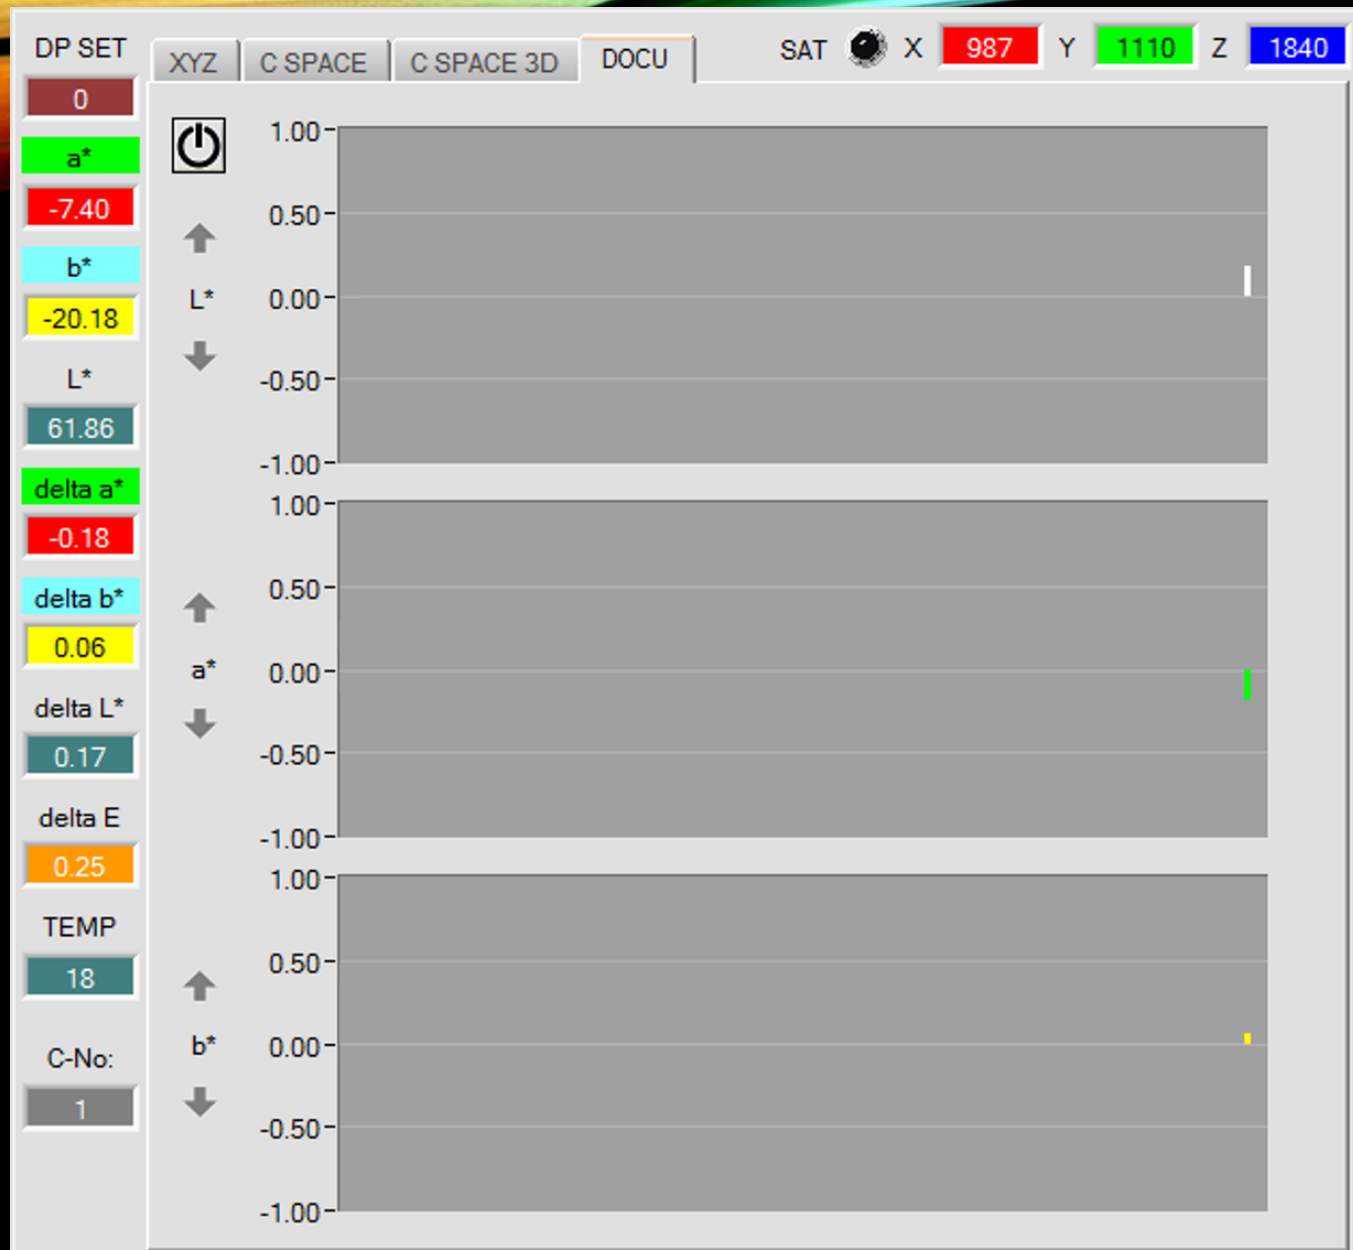 DP SET
0
a*
-7.40
b*
-20.18
L*
61.86
delta a*
-0.18
delta b*
0.06
delta L*
0.17
delta E
0.25
TEMP
18
C-No:
1
XYZ
C SPACE
C SPACE 3D
DOCU
SAT
X
987
Y
1110
Z
1840
L*
1.00
0.50
0.00
-0.50
-1.00
a*
1.00
0.50
0.00
-0.50
-1.00
b*
1.00
0.50
0.00
-0.50
-1.00